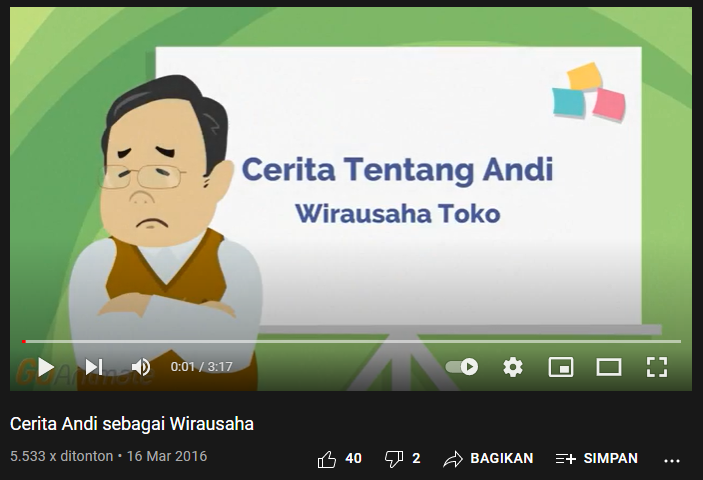 Cerita Tentang Andi
Wirausaha Toko
GoAnimate
0:01 / 3:17
Cerita Andi sebagai Wirausaha
5.533 x ditonton • 16 Mar 2016
40
2
BAGIKAN
SIMPAN